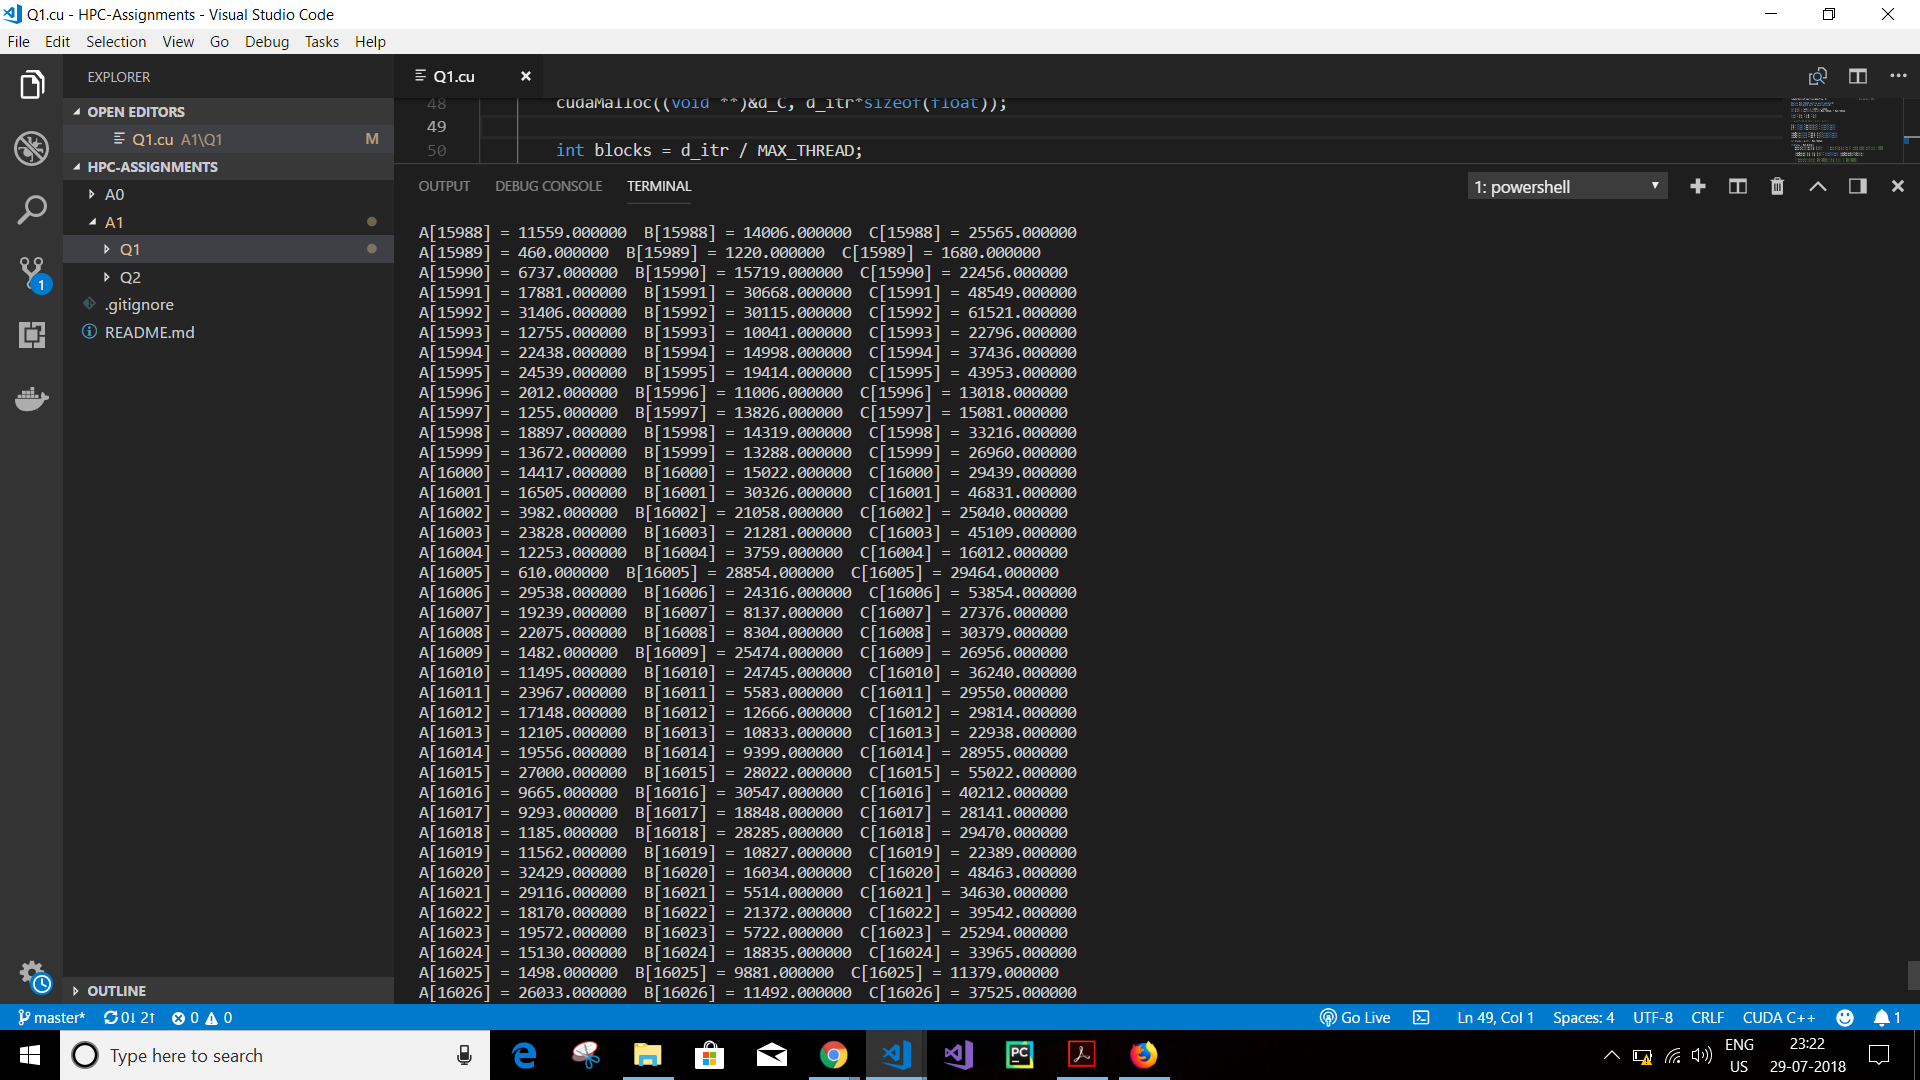 Q1.cu - HPC-Assignments - Visual Studio Code
File Edit Selection View Go Debug Tasks Help
EXPLORER
OPEN EDITORS
Q1.cu A1\Q1 M
HPC-ASSIGNMENTS
A0
A1
Q1
Q2
.gitignore
README.md
OUTLINE
1
Q1.cu
48 cudaMalloc((void **)&d_C, d_itr*sizeof(float));
49
50 int blocks = d_itr / MAX_THREAD;
OUTPUT DEBUG CONSOLE TERMINAL 1: powershell
A[15988] = 11559.000000 B[15988] = 14006.000000 C[15988] = 25565.000000
A[15989] = 460.000000 B[15989] = 1220.000000 C[15989] = 1680.000000
A[15990] = 6737.000000 B[15990] = 15719.000000 C[15990] = 22456.000000
A[15991] = 17881.000000 B[15991] = 30668.000000 C[15991] = 48549.000000
A[15992] = 31406.000000 B[15992] = 30115.000000 C[15992] = 61521.000000
A[15993] = 12755.000000 B[15993] = 10041.000000 C[15993] = 22796.000000
A[15994] = 22438.000000 B[15994] = 14998.000000 C[15994] = 37436.000000
A[15995] = 24539.000000 B[15995] = 19414.000000 C[15995] = 43953.000000
A[15996] = 2012.000000 B[15996] = 11006.000000 C[15996] = 13018.000000
A[15997] = 1255.000000 B[15997] = 13826.000000 C[15997] = 15081.000000
A[15998] = 18897.000000 B[15998] = 14319.000000 C[15998] = 33216.000000
A[15999] = 13672.000000 B[15999] = 13288.000000 C[15999] = 26960.000000
A[16000] = 14417.000000 B[16000] = 15022.000000 C[16000] = 29439.000000
A[16001] = 16505.000000 B[16001] = 30326.000000 C[16001] = 46831.000000
A[16002] = 3982.000000 B[16002] = 21058.000000 C[16002] = 25040.000000
A[16003] = 23828.000000 B[16003] = 21281.000000 C[16003] = 45109.000000
A[16004] = 12253.000000 B[16004] = 3759.000000 C[16004] = 16012.000000
A[16005] = 610.000000 B[16005] = 28854.000000 C[16005] = 29464.000000
A[16006] = 29538.000000 B[16006] = 24316.000000 C[16006] = 53854.000000
A[16007] = 19239.000000 B[16007] = 8137.000000 C[16007] = 27376.000000
A[16008] = 22075.000000 B[16008] = 8304.000000 C[16008] = 30379.000000
A[16009] = 1482.000000 B[16009] = 25474.000000 C[16009] = 26956.000000
A[16010] = 11495.000000 B[16010] = 24745.000000 C[16010] = 36240.000000
A[16011] = 23967.000000 B[16011] = 5583.000000 C[16011] = 29550.000000
A[16012] = 17148.000000 B[16012] = 12666.000000 C[16012] = 29814.000000
A[16013] = 12105.000000 B[16013] = 10833.000000 C[16013] = 22938.000000
A[16014] = 19556.000000 B[16014] = 9399.000000 C[16014] = 28955.000000
A[16015] = 27000.000000 B[16015] = 28022.000000 C[16015] = 55022.000000
A[16016] = 9665.000000 B[16016] = 30547.000000 C[16016] = 40212.000000
A[16017] = 9293.000000 B[16017] = 18848.000000 C[16017] = 28141.000000
A[16018] = 1185.000000 B[16018] = 28285.000000 C[16018] = 29470.000000
A[16019] = 11562.000000 B[16019] = 10827.000000 C[16019] = 22389.000000
A[16020] = 32429.000000 B[16020] = 16034.000000 C[16020] = 48463.000000
A[16021] = 29116.000000 B[16021] = 5514.000000 C[16021] = 34630.000000
A[16022] = 18170.000000 B[16022] = 21372.000000 C[16022] = 39542.000000
A[16023] = 19572.000000 B[16023] = 5722.000000 C[16023] = 25294.000000
A[16024] = 15130.000000 B[16024] = 18835.000000 C[16024] = 33965.000000
A[16025] = 1498.000000 B[16025] = 9881.000000 C[16025] = 11379.000000
A[16026] = 26033.000000 B[16026] = 11492.000000 C[16026] = 37525.000000
master* 0↓ 2↑ 0 0 Go Live Ln 49, Col 1 Spaces: 4 UTF-8 CRLF CUDA C++ 1
Type here to search
PC
ENG
US
23:22
29-07-2018